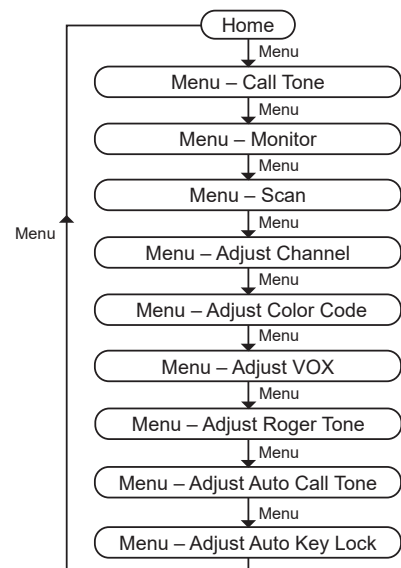 Home
Menu
Menu – Call Tone
Menu
Menu – Monitor
Menu
Menu – Scan
Menu
Menu
Menu – Adjust Channel
Menu
Menu – Adjust Color Code
Menu
Menu – Adjust VOX
Menu
Menu – Adjust Roger Tone
Menu
Menu – Adjust Auto Call Tone
Menu
Menu – Adjust Auto Key Lock